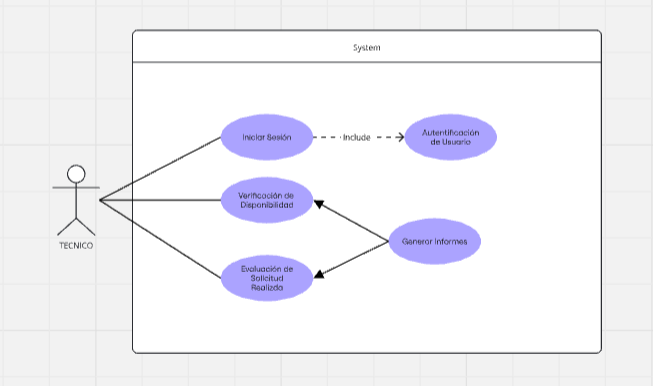 System
Iniciar Sesión
Include
Autentificación
de Usuario
Verificación de
Disponibilidad
TECNICO
Generar Informes
Evaluación de
Solicitud
Realizda